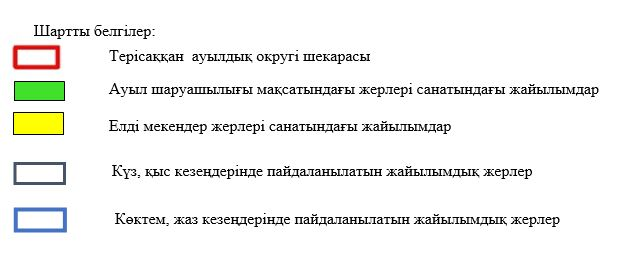 Шартты белгілер:
Терісаққан ауылдық округі шекарасы
Ауыл шаруашылығы мақсатындағы жерлері санатындағы жайылымдар
Елді мекендер жерлері санатындағы жайылымдар
Күз, қыс кезеңдерінде пайдаланылатын жайылымдық жерлер
Көктем, жаз кезеңдерінде пайдаланылатын жайылымдық жерлер